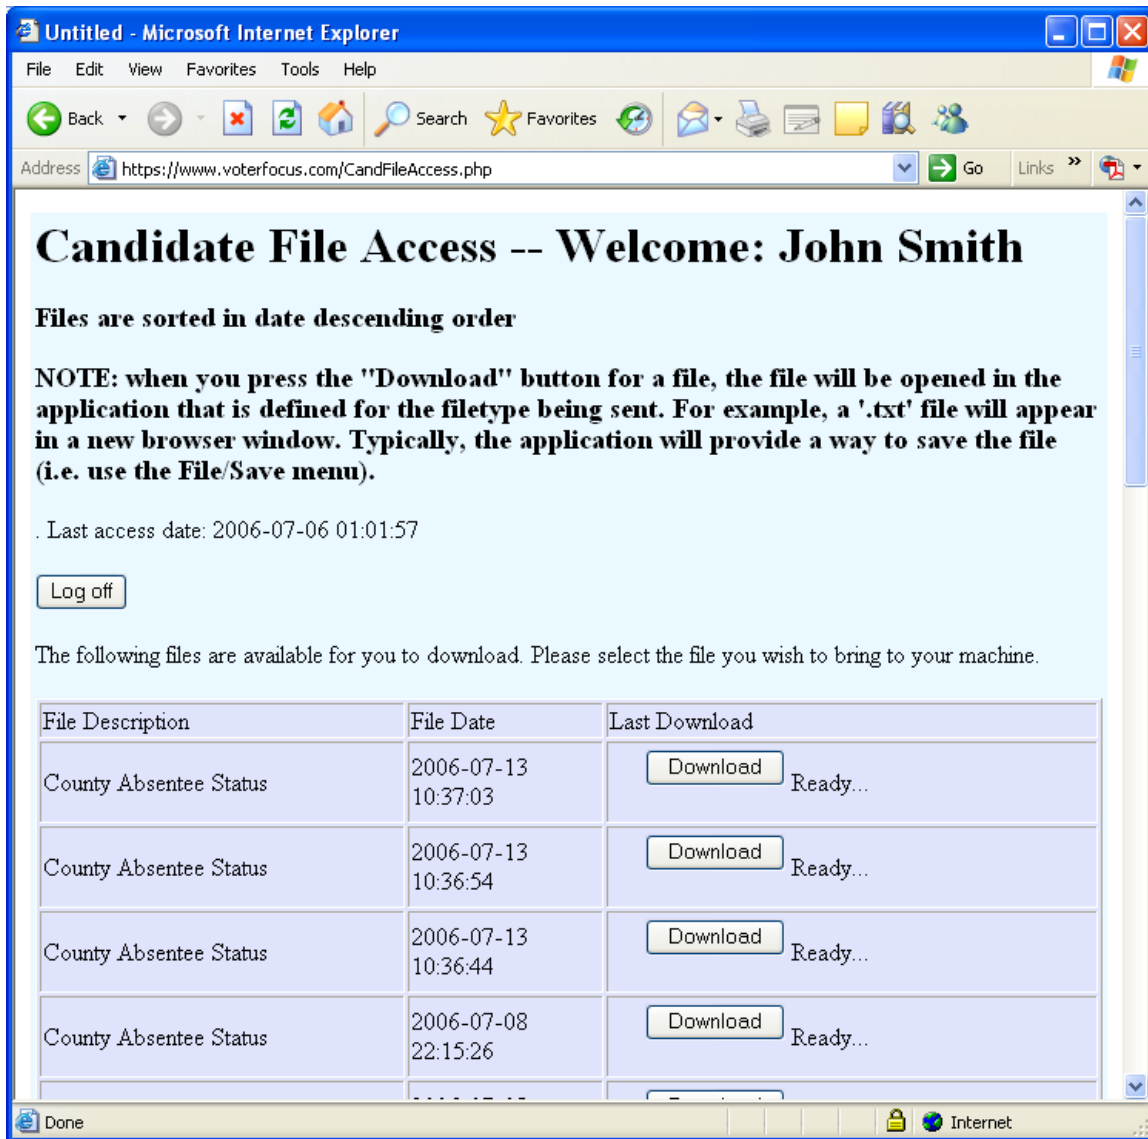 Untitled - Microsoft Internet Explorer
File Edit View Favorites Tools Help
Back Search Favorites
Address https://www.voterfocus.com/CandFileAccess.php Go Links »
Candidate File Access -- Welcome: John Smith
Files are sorted in date descending order
NOTE: when you press the "Download" button for a file, the file will be opened in the
application that is defined for the filetype being sent. For example, a '.txt' file will appear
in a new browser window. Typically, the application will provide a way to save the file
(i.e. use the File/Save menu).
. Last access date: 2006-07-06 01:01:57
Log off
The following files are available for you to download. Please select the file you wish to bring to your machine.
File Description File Date Last Download
County Absentee Status 2006-07-13 10:37:03 Download Ready...
County Absentee Status 2006-07-13 10:36:54 Download Ready...
County Absentee Status 2006-07-13 10:36:44 Download Ready...
County Absentee Status 2006-07-08 22:15:26 Download Ready...
Done Internet